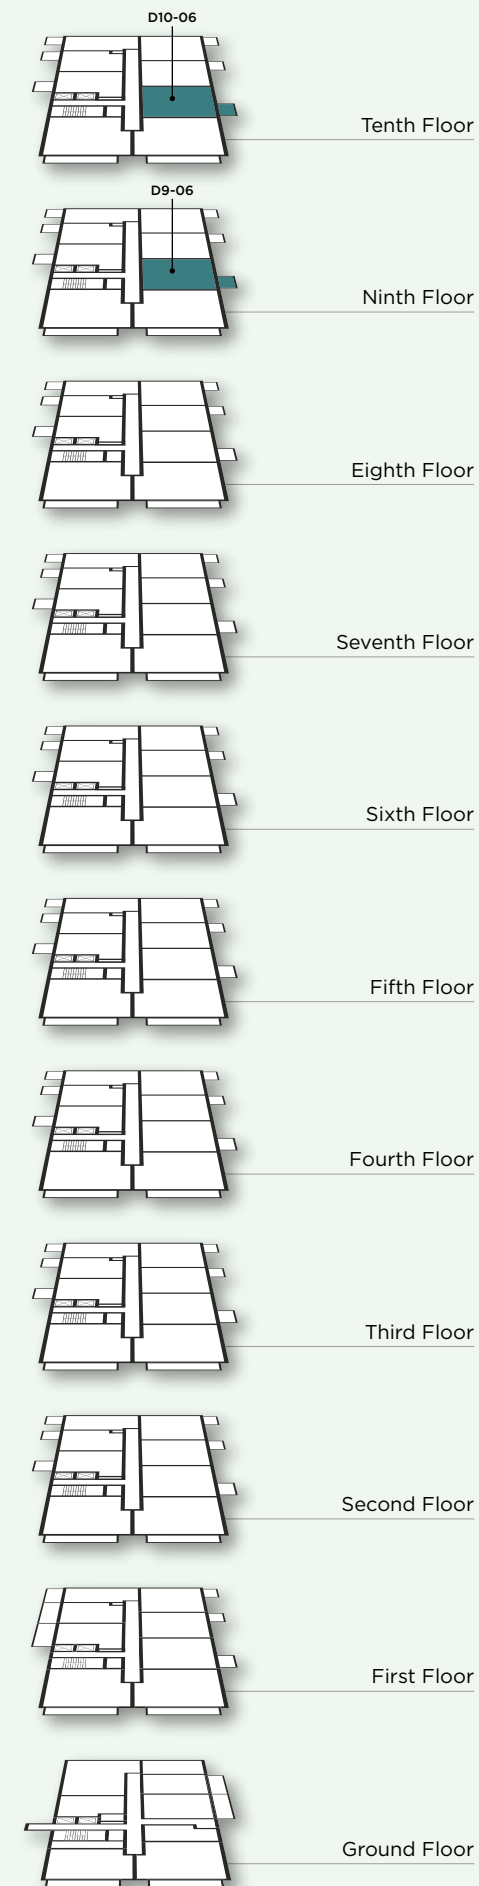 D10-06
Tenth Floor
D9-06
Ninth Floor
Eighth Floor
Seventh Floor
Sixth Floor
Fifth Floor
Fourth Floor
Third Floor
Second Floor
First Floor
Ground Floor